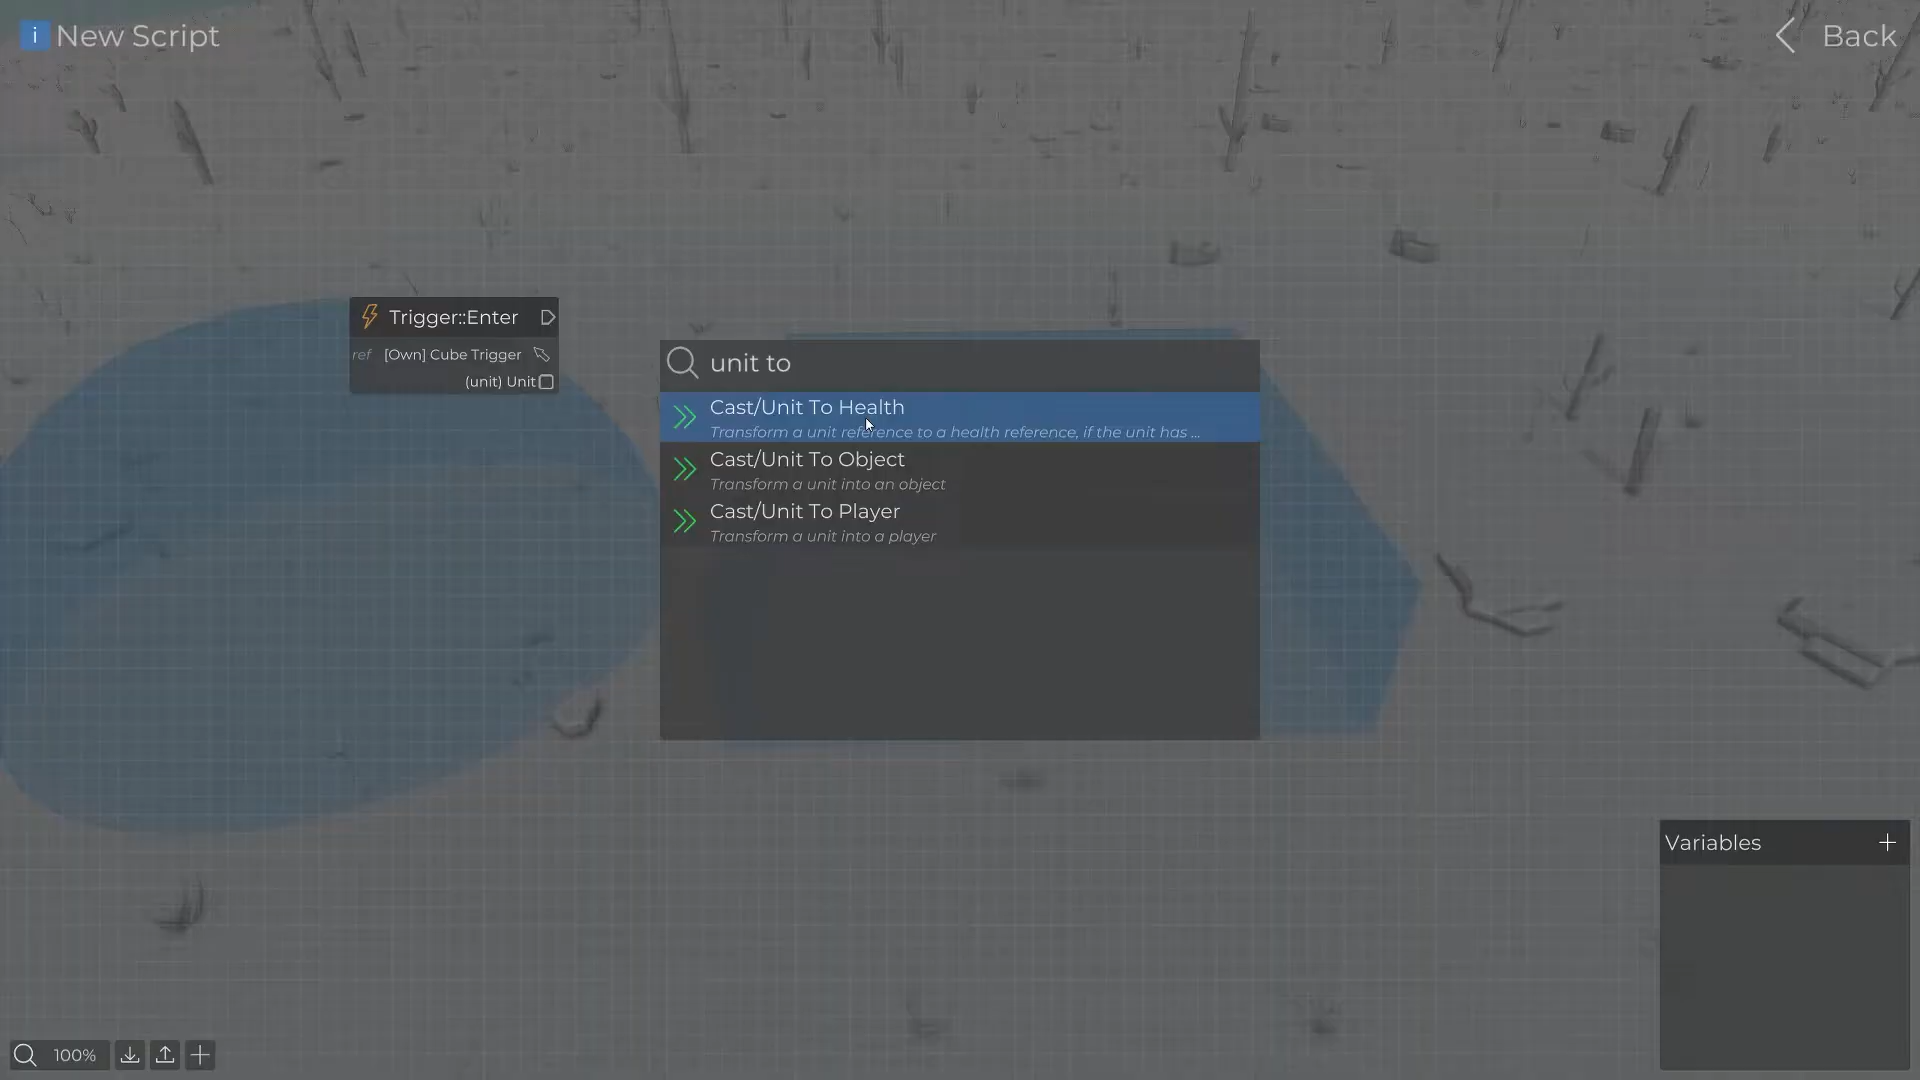 i New Script
Back
Trigger::Enter
ref [Own] Cube Trigger
(unit) Unit
unit to
Cast/Unit To Health
Transform a unit reference to a health reference, if the unit has ...
Cast/Unit To Object
Transform a unit into an object
Cast/Unit To Player
Transform a unit into a player
Variables +
100%